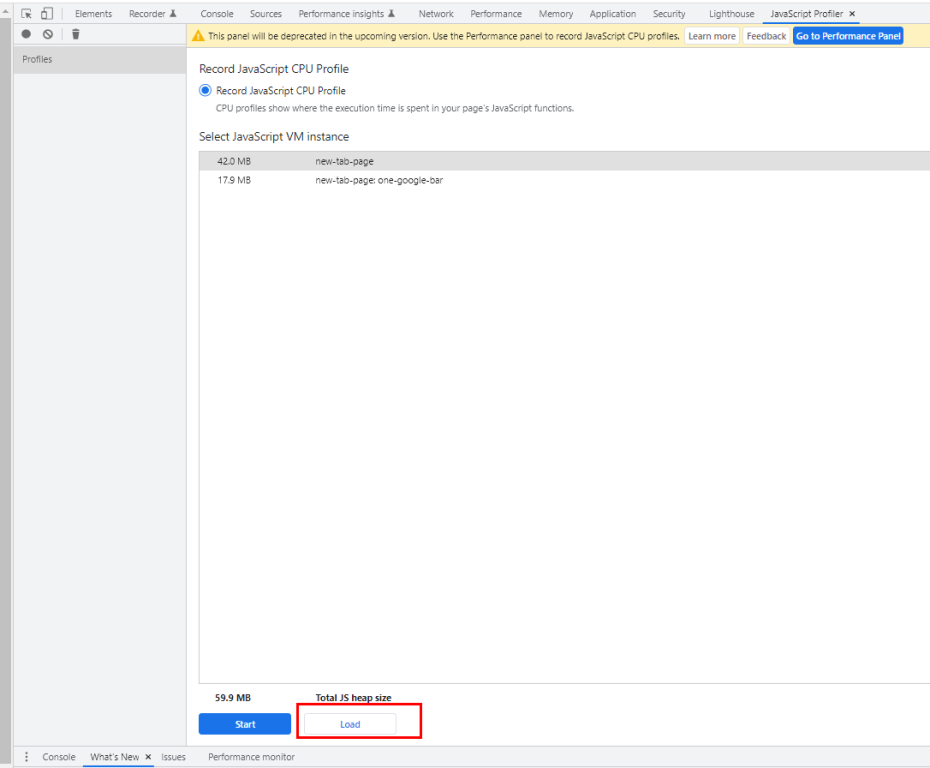 Elements Recorder Console Sources Performance insights Network Performance Memory Application Security Lighthouse JavaScript Profiler ×
This panel will be deprecated in the upcoming version. Use the Performance panel to record JavaScript CPU profiles. Learn more Feedback Go to Performance Panel
Profiles
Record JavaScript CPU Profile
Record JavaScript CPU Profile
CPU profiles show where the execution time is spent in your page's JavaScript functions.
Select JavaScript VM instance
42.0 MB new-tab-page
17.9 MB new-tab-page: one-google-bar
59.9 MB Total JS heap size
Start Load
Console What's New × Issues Performance monitor